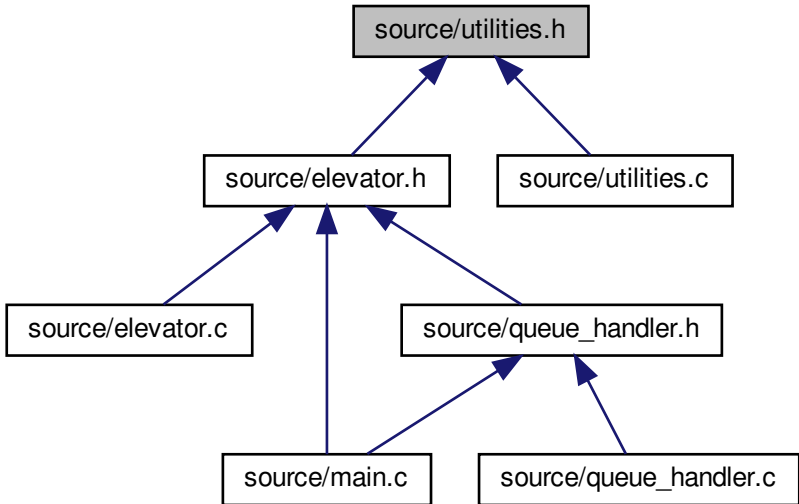 source/utilities.h
source/elevator.h
source/utilities.c
source/elevator.c
source/queue_handler.h
source/main.c
source/queue_handler.c